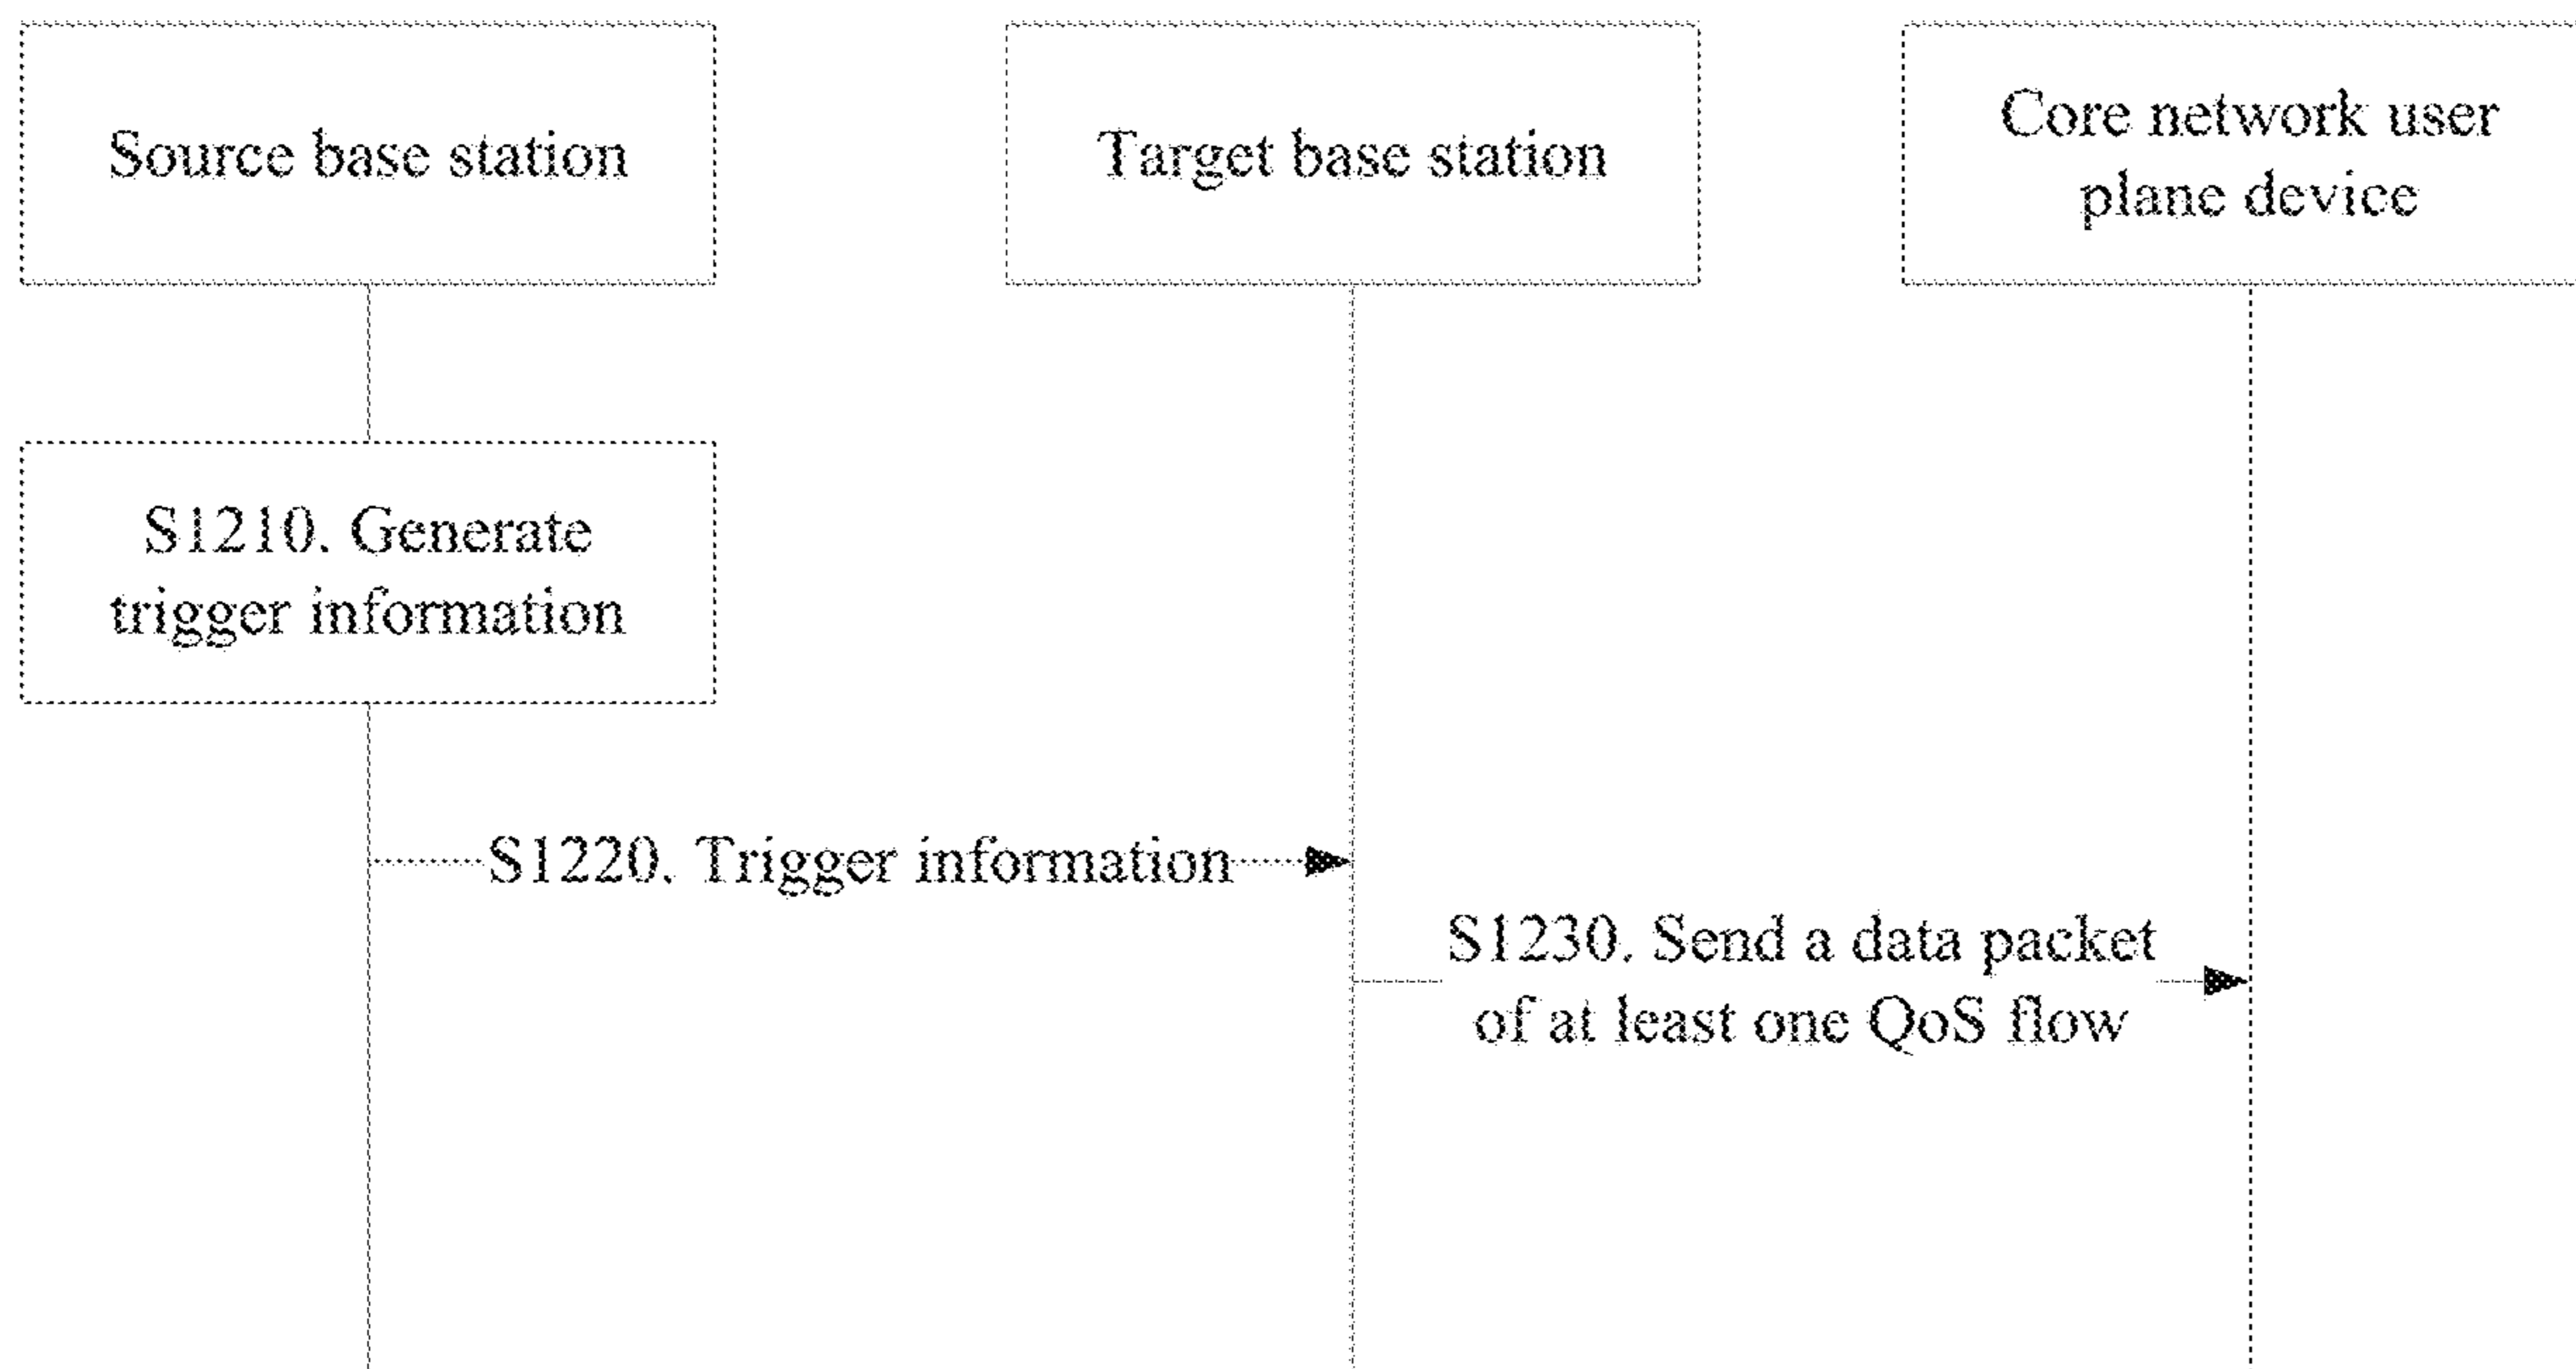 Source base station
Target base station
Core network user
plane device
S1210. Generate
trigger information
S1220. Trigger information
S1230. Send a data packet
of at least one QoS flow